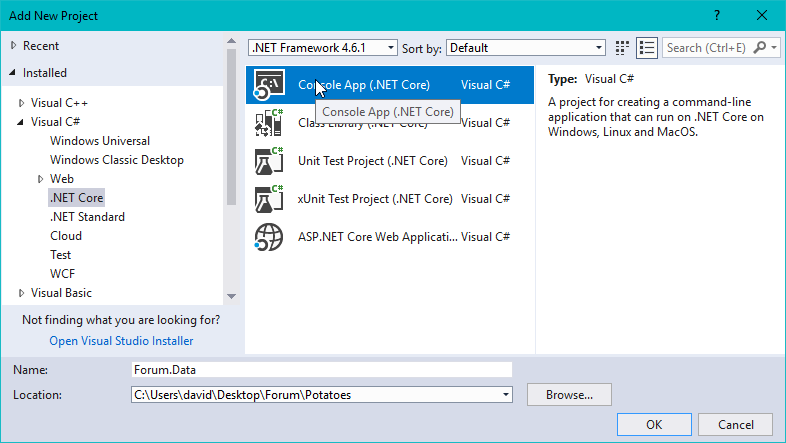 Add New Project
?
Recent
Installed
Visual C++
Visual C#
Windows Universal
Windows Classic Desktop
Web
.NET Core
.NET Standard
Cloud
Test
WCF
Visual Basic
Not finding what you are looking for?
Open Visual Studio Installer
.NET Framework 4.6.1
Sort by:
Default
Search (Ctrl+E)
C:\
Console App (.NET Core) Visual C#
Console App (.NET Core)
C#
Class Library (.NET Core) Visual C#
C#
Unit Test Project (.NET Core) Visual C#
C#
xUnit Test Project (.NET Core) Visual C#
ASP.NET Core Web Applicati... Visual C#
Type: Visual C#
A project for creating a command-line
application that can run on .NET Core on
Windows, Linux and MacOS.
Name:
Forum.Data
Location:
C:\Users\david\Desktop\Forum\Potatoes
Browse...
OK
Cancel